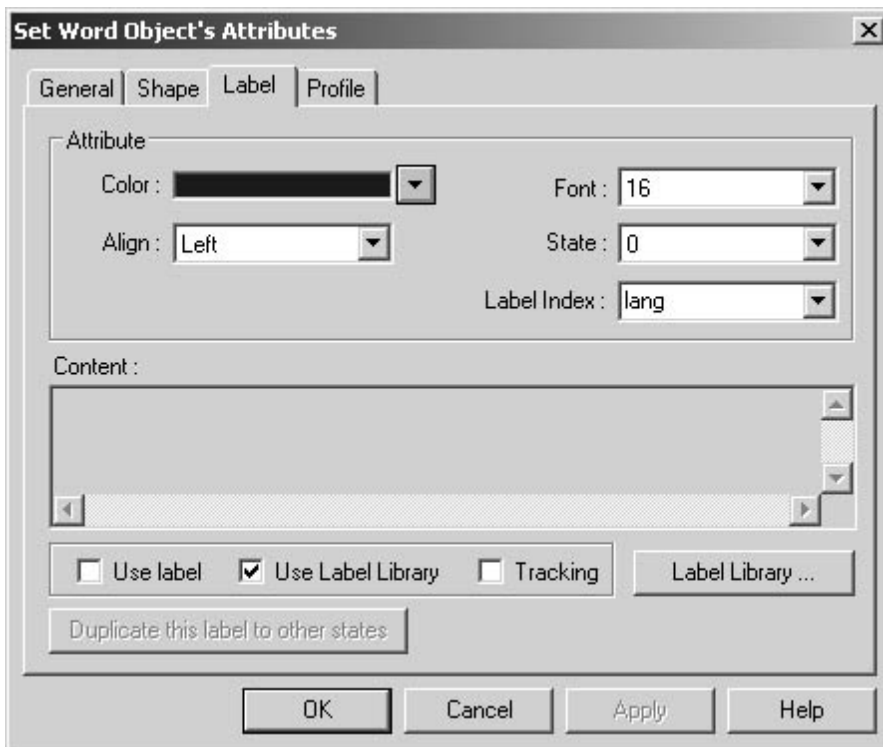 Set Word Object's Attributes
General Shape Label Profile
Attribute
Color : Font : 16
Align : Left State : 0
Label Index : lang
Content :
Use label Use Label Library Tracking Label Library ...
Duplicate this label to other states
OK Cancel Apply Help